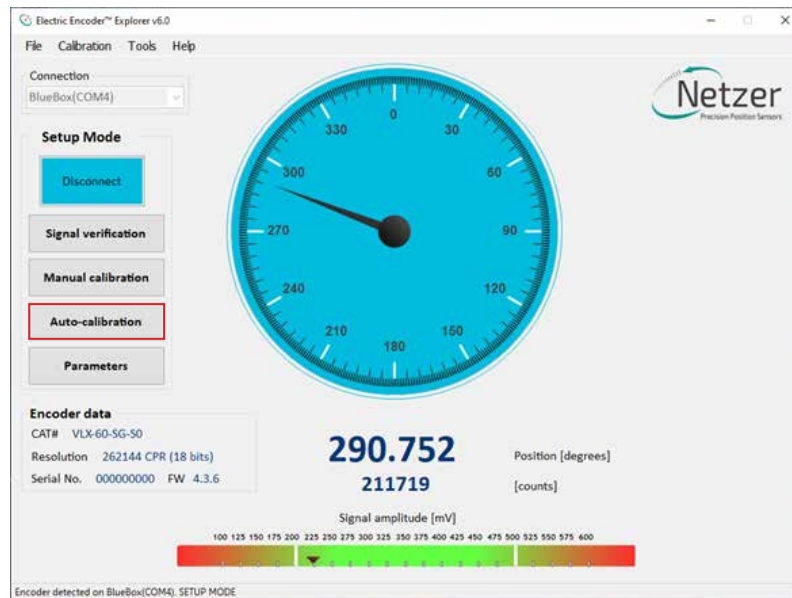 Electric Encoder™ Explorer v6.0
File Calibration Tools Help
Connection
BlueBox(COM4)
Netzer
Precision Position Sensors
Setup Mode
Disconnect
Signal verification
Manual calibration
Auto-calibration
Parameters
0
30
60
90
120
150
180
210
240
270
300
330
Encoder data
CAT# VLX-60-SG-S0
Resolution 262144 CPR (18 bits)
Serial No. 000000000 FW 4.3.6
290.752 Position [degrees]
211719 [counts]
Signal amplitude [mV]
100 125 150 175 200 225 250 275 300 325 350 375 400 425 450 475 500 525 550 575 600
Encoder detected on BlueBox(COM4). SETUP MODE